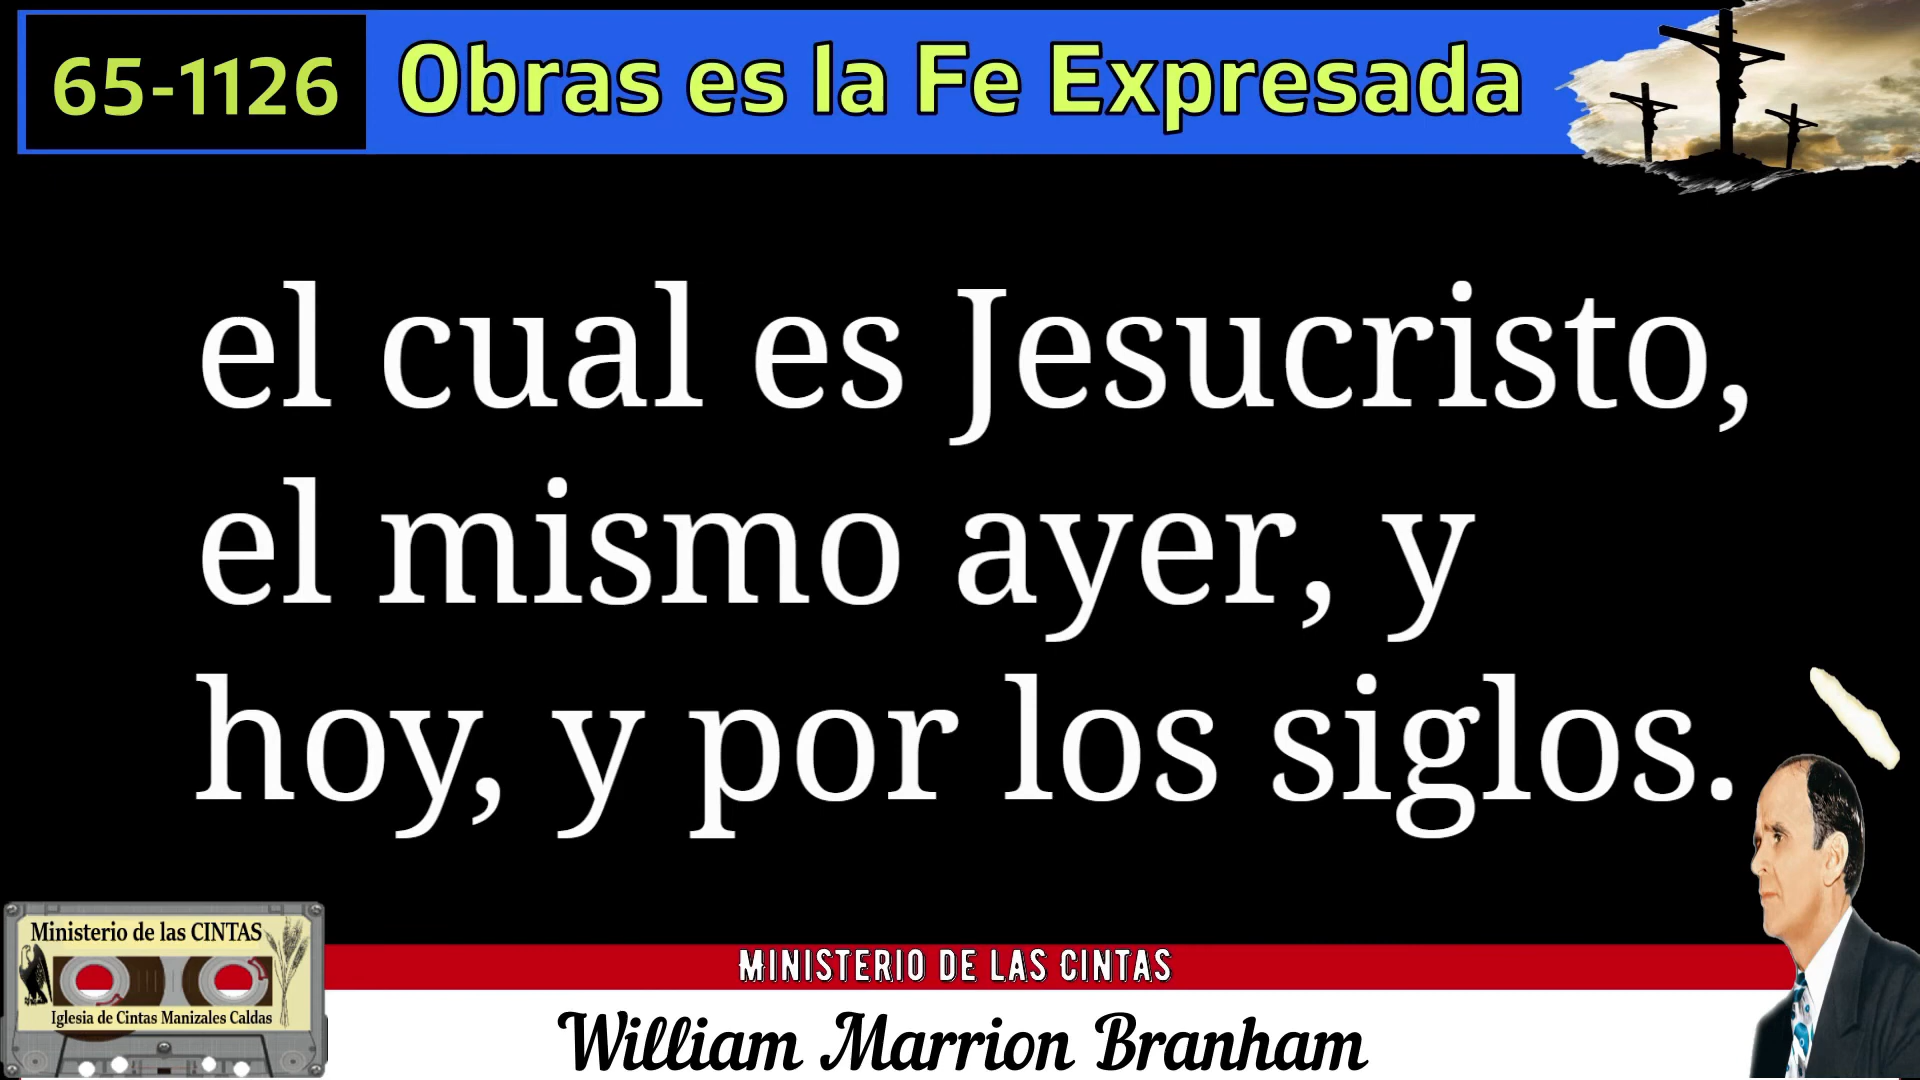 65-1126
Obras es la Fe Expresada
el cual es Jesucristo,
el mismo ayer, y
hoy, y por los siglos.
Ministerio de las CINTAS
Iglesia de Cintas Manizales Caldas
MINISTERIO DE LAS CINTAS
William Marrion Branham